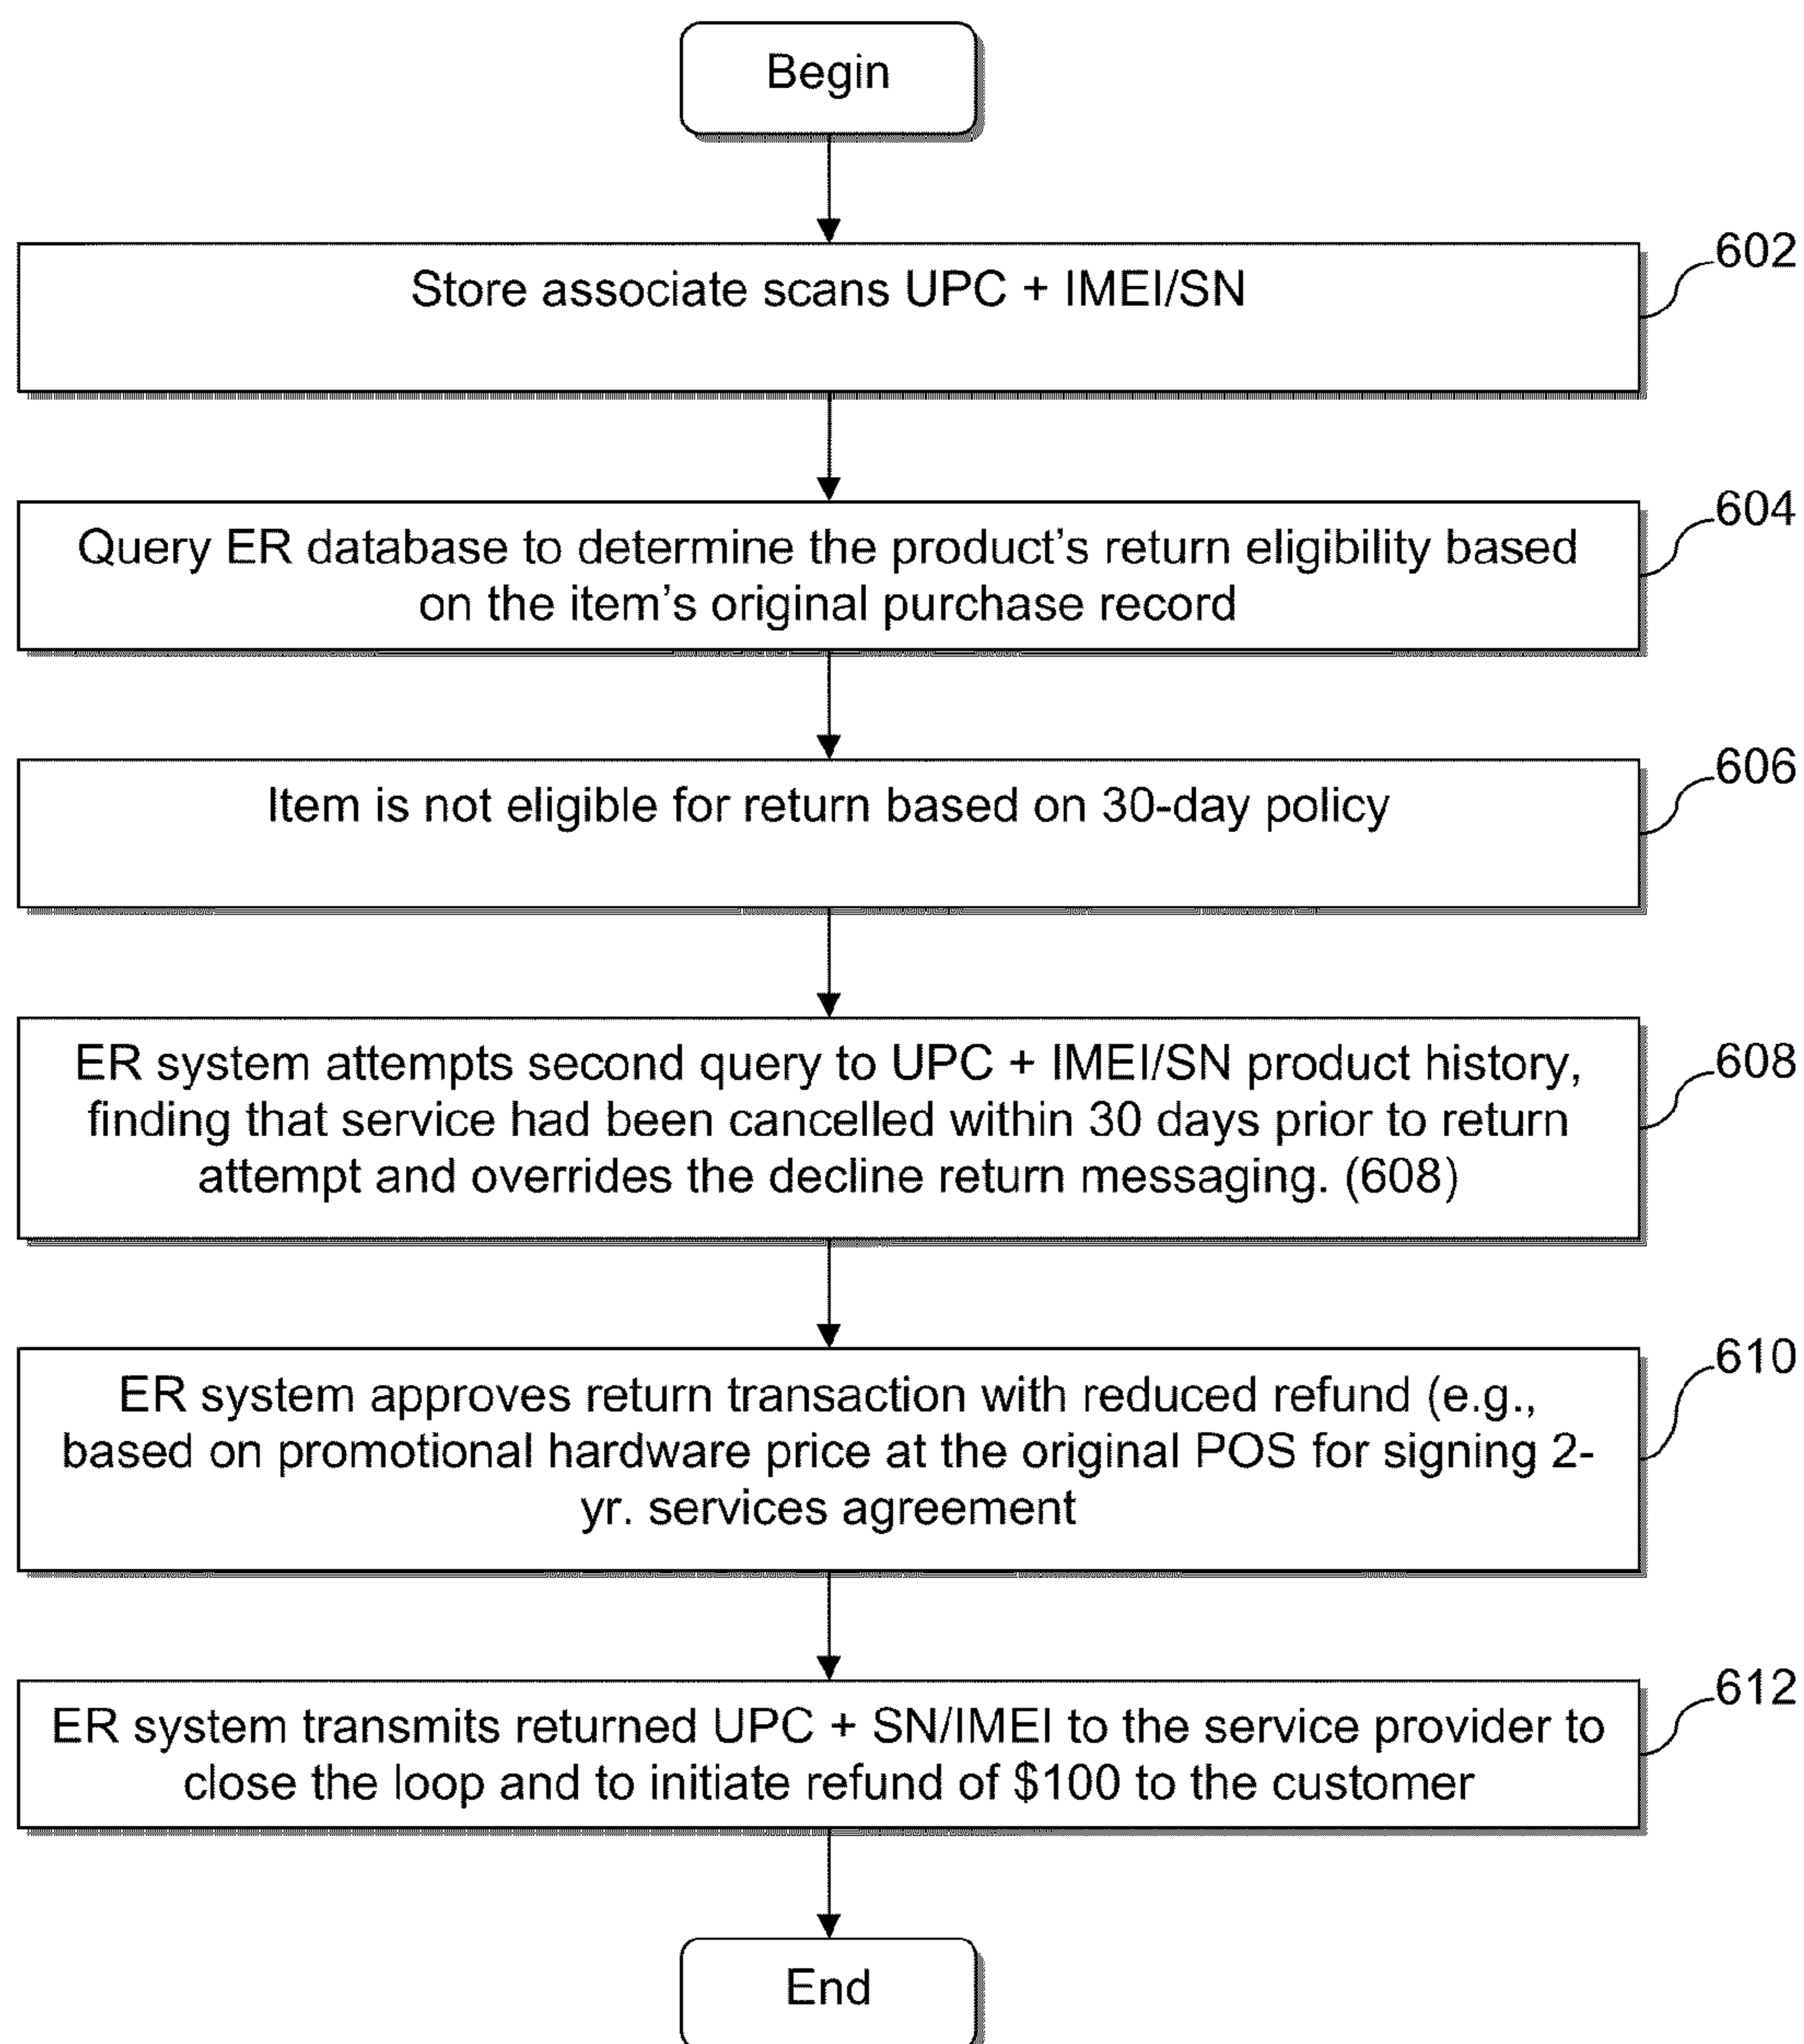 Begin
Store associate scans UPC + IMEI/SN
602
Query ER database to determine the product's return eligibility based
on the item's original purchase record
604
Item is not eligible for return based on 30-day policy
606
ER system attempts second query to UPC + IMEI/SN product history,
finding that service had been cancelled within 30 days prior to return
attempt and overrides the decline return messaging. (608)
608
ER system approves return transaction with reduced refund (e.g.,
based on promotional hardware price at the original POS for signing 2-
yr. services agreement
610
ER system transmits returned UPC + SN/IMEI to the service provider to
close the loop and to initiate refund of $100 to the customer
612
End